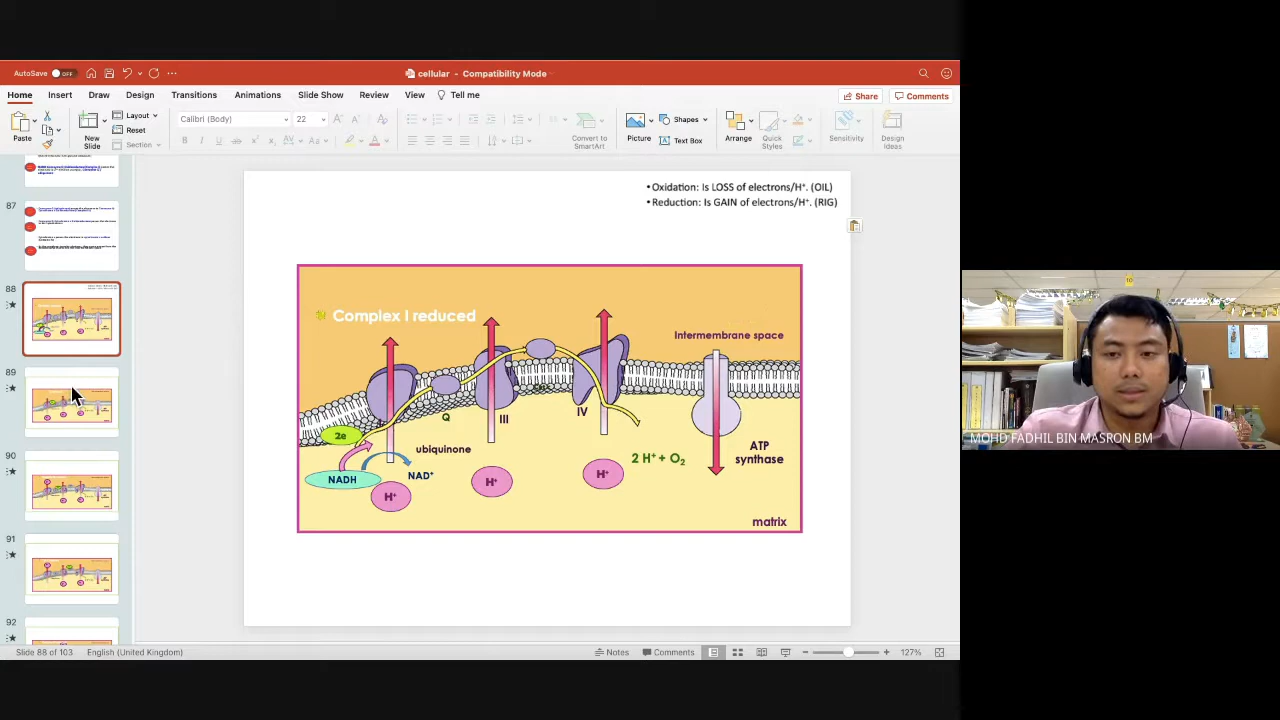 AutoSave OFF
cellular - Compatibility Mode
Home Insert Draw Design Transitions Animations Slide Show Review View Tell me
Share Comments
Paste
New
Slide
Layout
Reset
Section
Calibri (Body) 22
Convert to
SmartArt
Picture
Shapes
Text Box
Arrange
Quick
Styles
Sensitivity
Design
Ideas
87
88
89
90
91
92
•Oxidation: Is LOSS of electrons/H⁺. (OIL)
•Reduction: Is GAIN of electrons/H⁺. (RIG)
Complex I reduced
Intermembrane space
Q
III
IV
2e
ubiquinone
NADH
NAD⁺
H⁺
H⁺
H⁺
2 H⁺ + O₂
ATP
synthase
matrix
MOHD FADHIL BIN MASRON BM
Slide 88 of 103 English (United Kingdom)
Notes Comments 127%